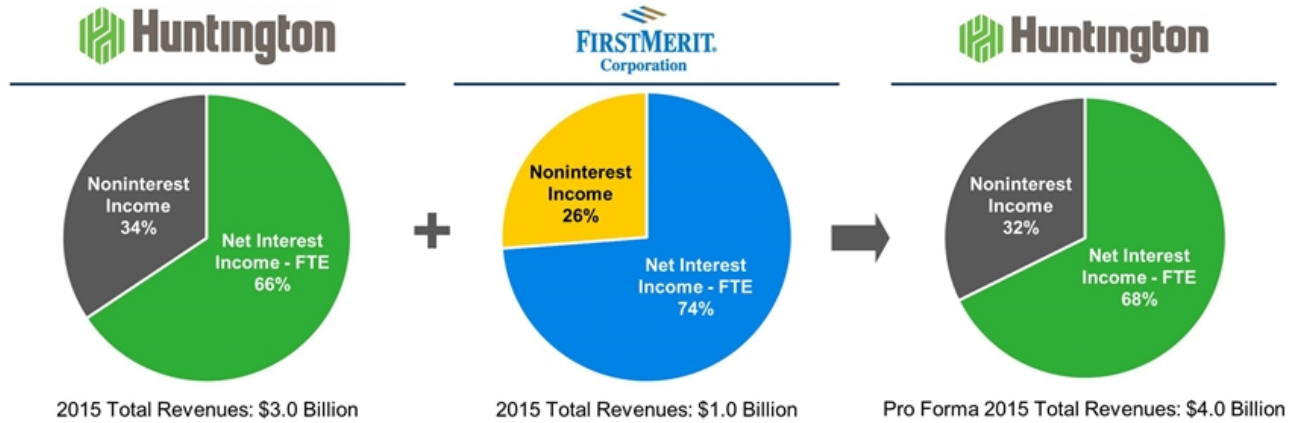 Huntington
FIRSTMERIT.
Corporation
Huntington
Noninterest
Income
34%
Net Interest
Income - FTE
66%
Noninterest
Income
26%
Net Interest
Income - FTE
74%
Noninterest
Income
32%
Net Interest
Income - FTE
68%
2015 Total Revenues: $3.0 Billion
2015 Total Revenues: $1.0 Billion
Pro Forma 2015 Total Revenues: $4.0 Billion